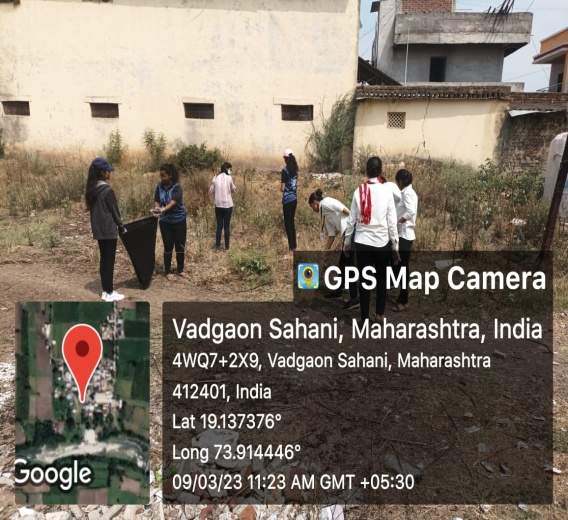 GPS Map Camera
Vadgaon Sahani, Maharashtra, India
4WQ7+2X9, Vadgaon Sahani, Maharashtra
412401, India
Lat 19.137376°
Long 73.914446°
09/03/23 11:23 AM GMT +05:30
Google